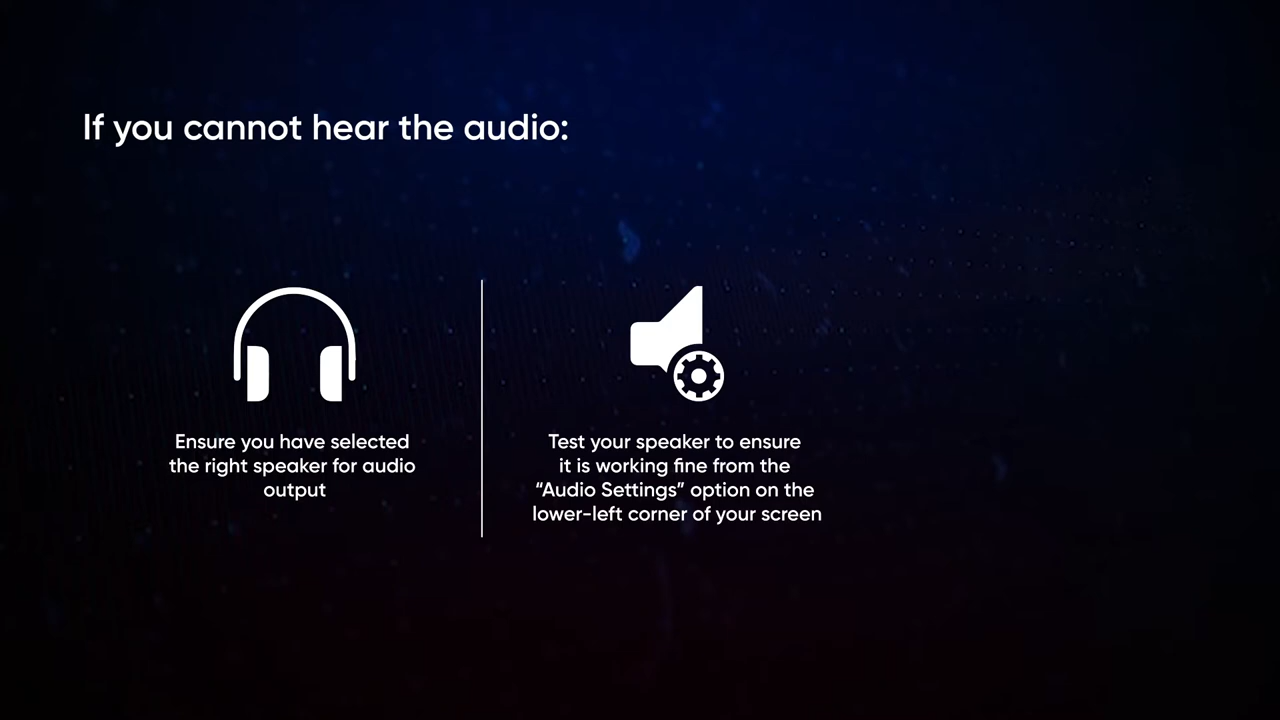 If you cannot hear the audio:
Ensure you have selected
the right speaker for audio
output
Test your speaker to ensure
it is working fine from the
“Audio Settings” option on the
lower-left corner of your screen